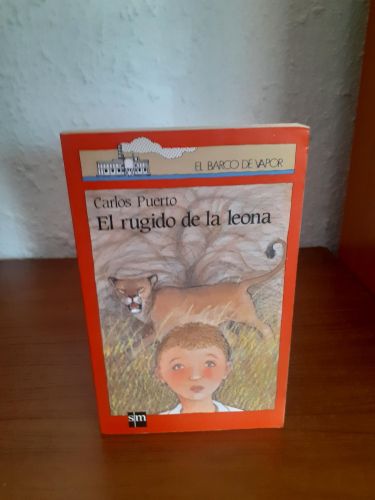 EL BARCO DE VAPOR
Carlos Puerto
El rugido de la leona
sm